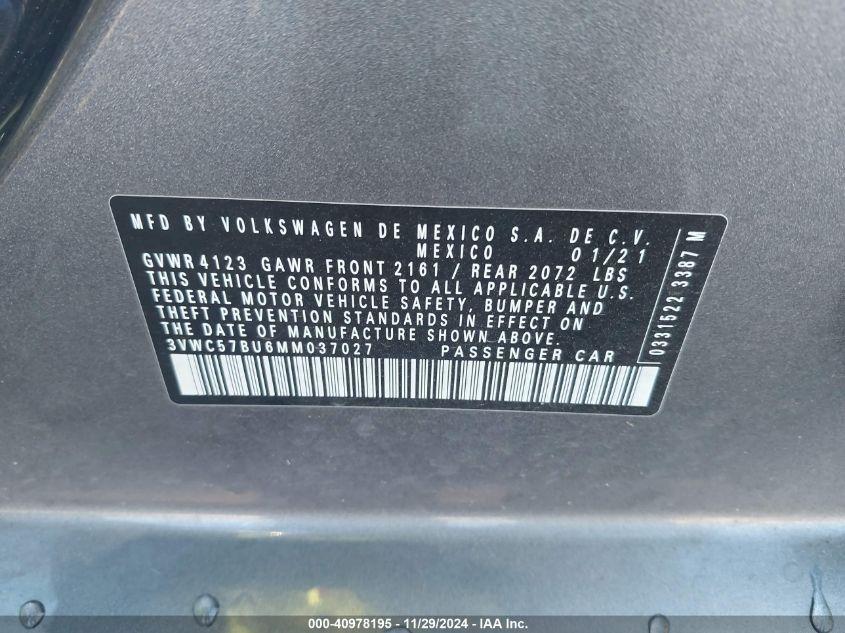 MFD BY VOLKSWAGEN DE MEXICO S.A. DE C.V.
MEXICO 01/21
GVWR 4123 GAWR FRONT 2161 / REAR 2072 LBS
THIS VEHICLE CONFORMS TO ALL APPLICABLE U.S.
FEDERAL MOTOR VEHICLE SAFETY, BUMPER AND
THEFT PREVENTION STANDARDS IN EFFECT ON
THE DATE OF MANUFACTURE SHOWN ABOVE.
3VWC57BU6MM037027 PASSENGER CAR
0331522 3387 M
000-40978195 - 11/29/2024 - IAA Inc.